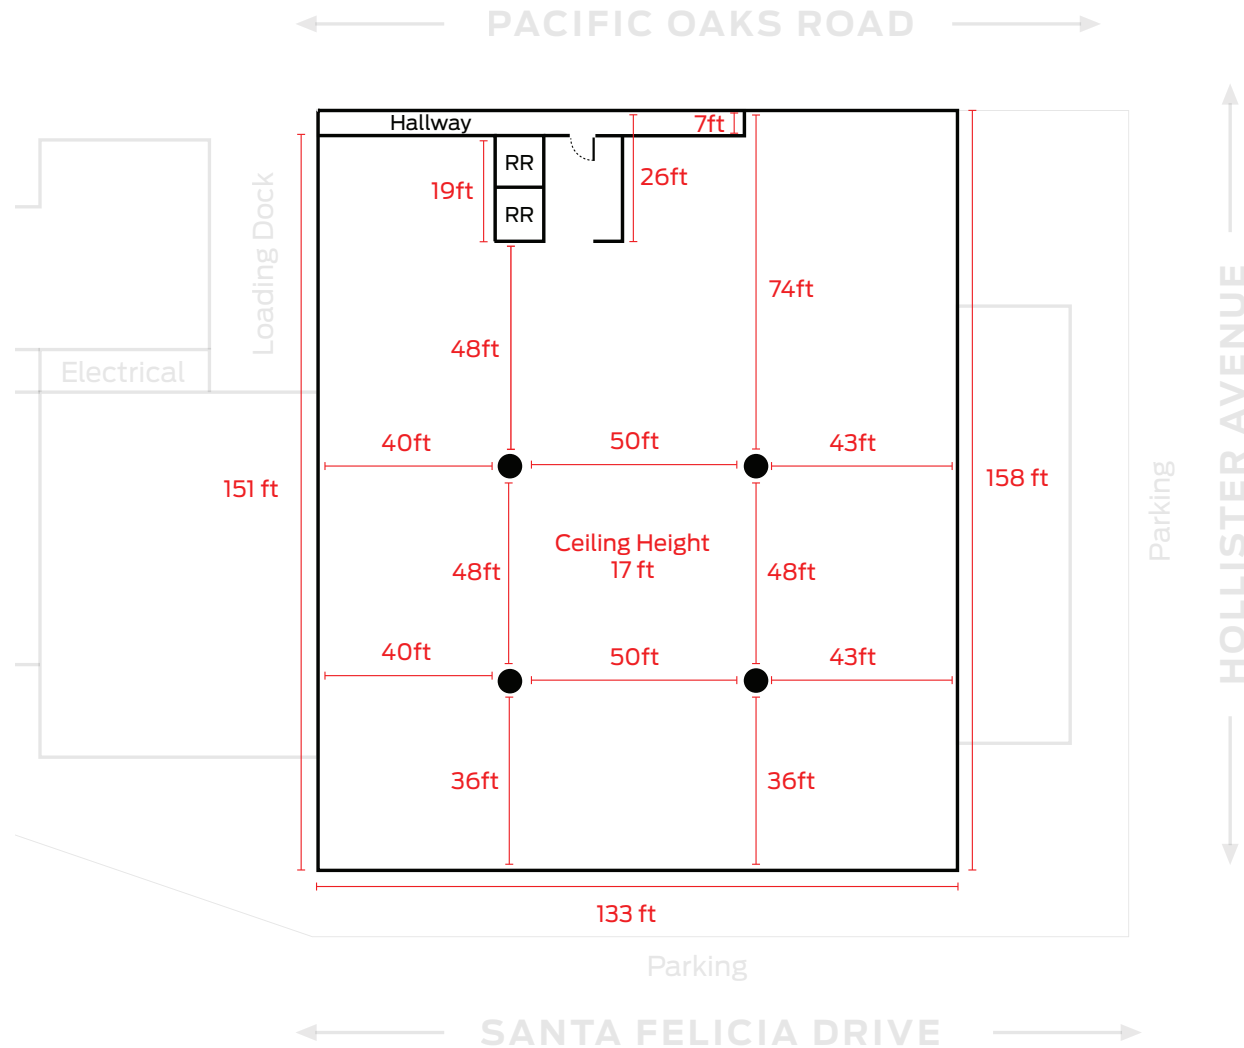 PACIFIC OAKS ROAD
Hallway
7ft
RR
19ft
26ft
RR
Loading Dock
74ft
48ft
Electrical
40ft
50ft
43ft
151 ft
158 ft
HOLLISTER AVENUE
Parking
Ceiling Height
17 ft
48ft
48ft
40ft
50ft
43ft
36ft
36ft
133 ft
Parking
SANTA FELICIA DRIVE